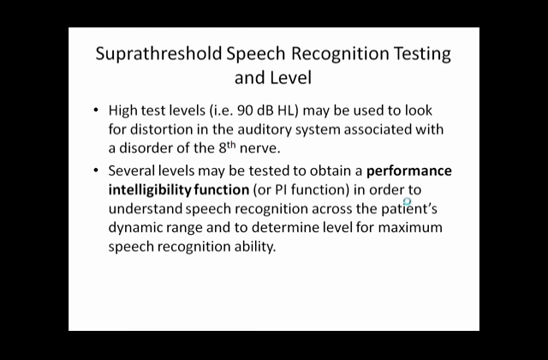 Suprathreshold Speech Recognition Testing
and Level
• High test levels (i.e. 90 dB HL) may be used to look
for distortion in the auditory system associated with
a disorder of the 8th nerve.
• Several levels may be tested to obtain a performance
intelligibility function (or PI function) in order to
understand speech recognition across the patient's
dynamic range and to determine level for maximum
speech recognition ability.